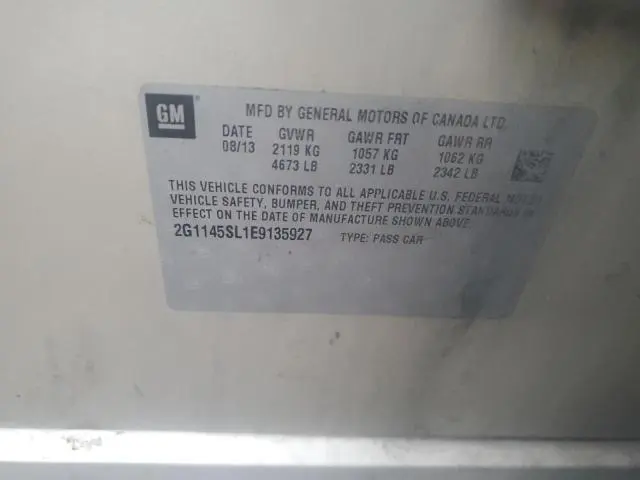 GM
MFD BY GENERAL MOTORS OF CANADA LTD.
DATE GVWR GAWR FRT GAWR RR
08/13 2119 KG 1057 KG 1062 KG
4673 LB 2331 LB 2342 LB
THIS VEHICLE CONFORMS TO ALL APPLICABLE U.S. FEDERAL MOTOR
VEHICLE SAFETY, BUMPER, AND THEFT PREVENTION STANDARDS IN
EFFECT ON THE DATE OF MANUFACTURE SHOWN ABOVE.
2G1145SL1E9135927 TYPE: PASS CAR